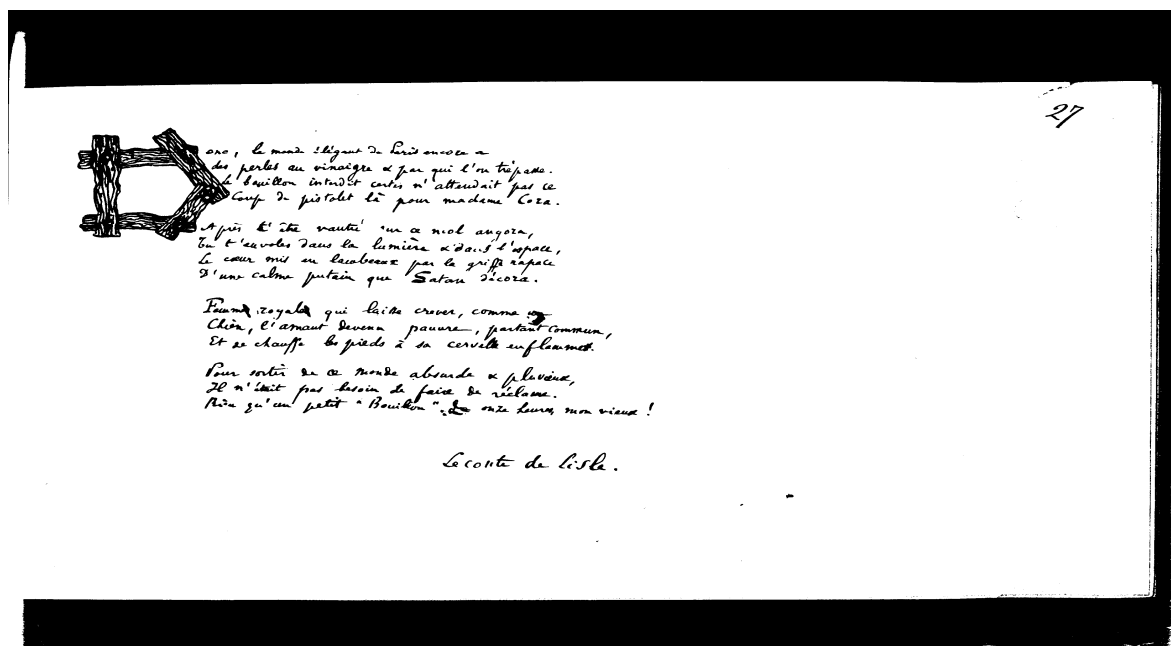 27
Donc, le monde élégant de Paris encore a
des perles au vinaigre & par qui l'on trépasse.
Le bouillon interdit certes n'attendait pas ce
Coup de pistolet là pour madame Cora.
Après t'être vautré sur ce mol angora,
Tu t'envoles dans la lumière & dans l'espace,
Le cœur mis en lambeaux par la griffe rapace
D'une calme putain que Satan décora.
Femme royale qui laisse crever, comme un
Chien, l'amant devenu pauvre, partant commun,
Et se chauffe les pieds à sa cervelle enflammée.
Pour sortir de ce monde absurde & pluvieux,
Il n'était pas besoin de faire de réclame.
Rien qu'un petit "Bouillon" de onze heures, mon vieux !
Leconte de Lisle.